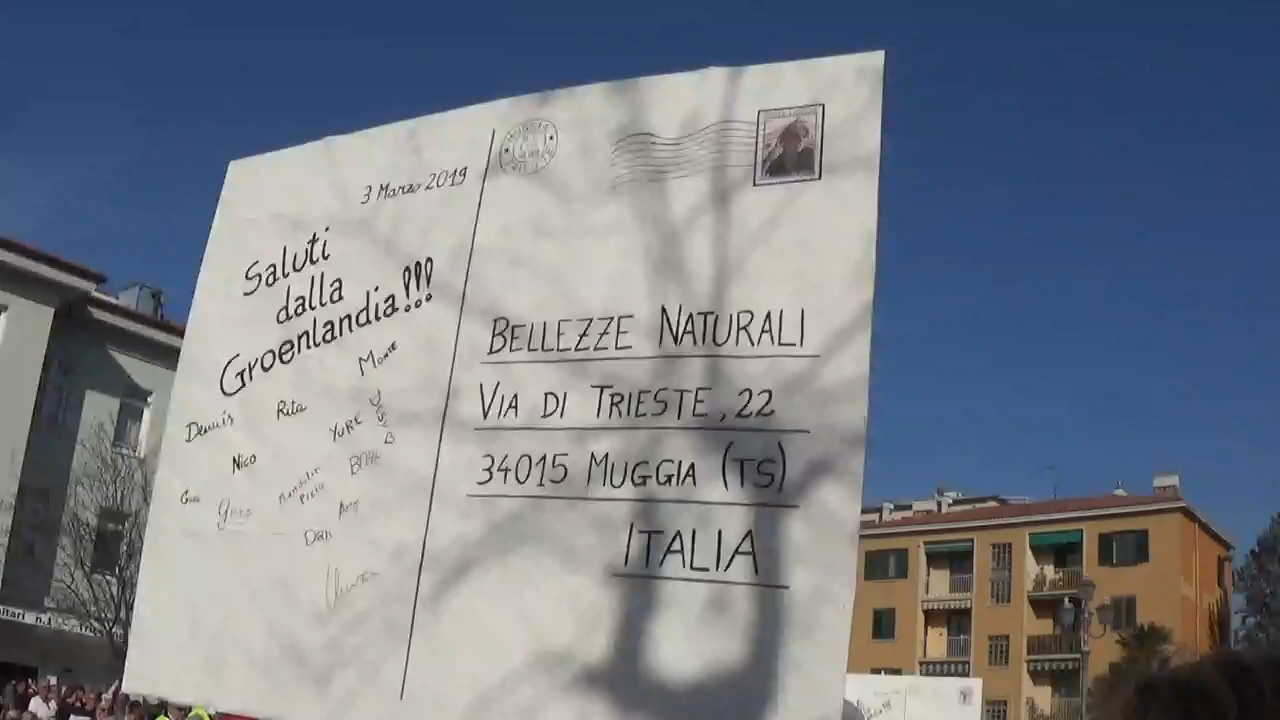 3 Marzo 2019
Saluti
dalla
Groenlandia!!!
Monte
Dennis
Rita
YURE
Nico
Dan
BELLEZZE NATURALI
VIA DI TRIESTE, 22
34015 MUGGIA (TS)
ITALIA